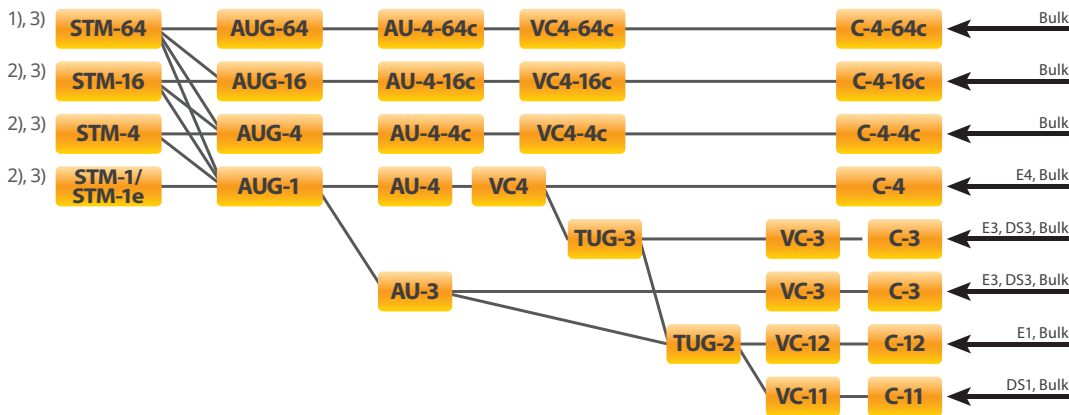 1), 3) STM-64 AUG-64 AU-4-64c VC4-64c C-4-64c Bulk
2), 3) STM-16 AUG-16 AU-4-16c VC4-16c C-4-16c Bulk
2), 3) STM-4 AUG-4 AU-4-4c VC4-4c C-4-4c Bulk
2), 3) STM-1/
STM-1e AUG-1 AU-4 VC4 C-4 E4, Bulk
TUG-3 VC-3 C-3 E3, DS3, Bulk
AU-3 VC-3 C-3 E3, DS3, Bulk
TUG-2 VC-12 C-12 E1, Bulk
VC-11 C-11 DS1, Bulk